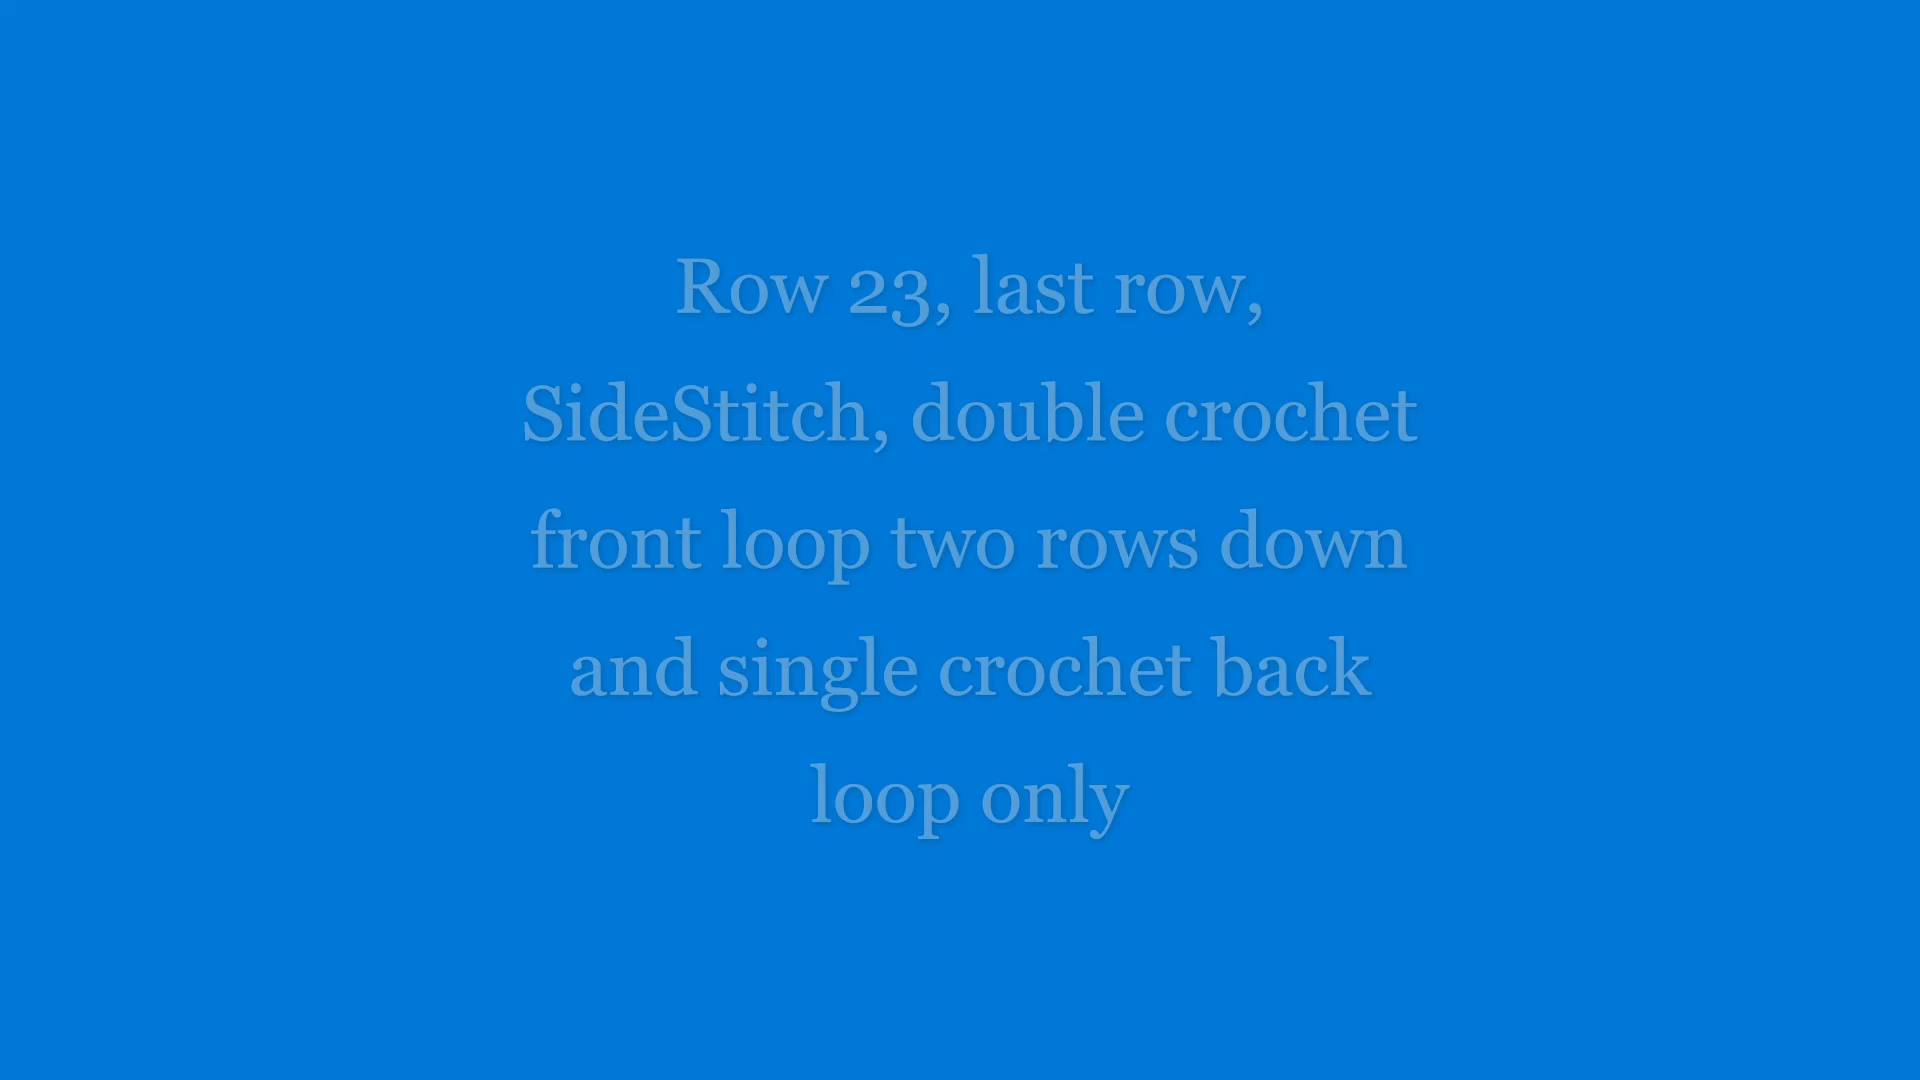 Row 23, last row,
SideStitch, double crochet
front loop two rows down
and single crochet back
loop only